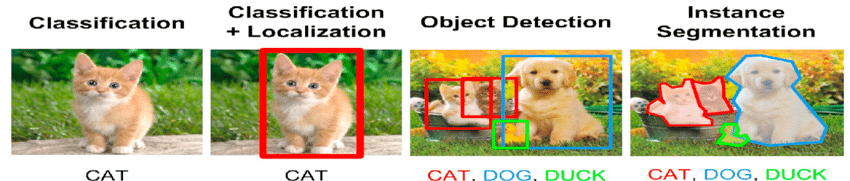 Classification
Classification
+ Localization
Object Detection
Instance
Segmentation
CAT
CAT
CAT, DOG, DUCK
CAT, DOG, DUCK